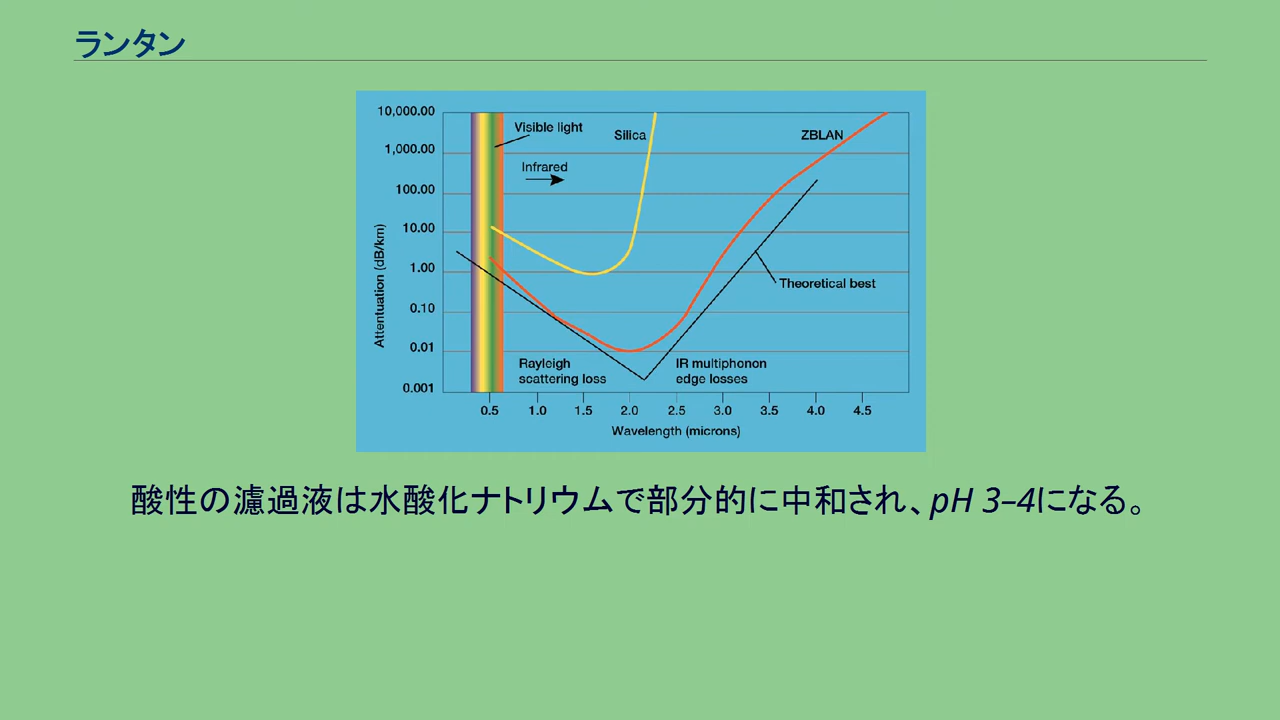 ランタン
10,000.00
1,000.00
100.00
10.00
1.00
0.10
0.01
0.001
Attentuation (dB/km)
Visible light
Infrared
Silica
ZBLAN
Theoretical best
Rayleigh
scattering loss
IR multiphonon
edge losses
0.5 1.0 1.5 2.0 2.5 3.0 3.5 4.0 4.5
Wavelength (microns)
酸性の濾過液は水酸化ナトリウムで部分的に中和され、pH 3–4になる。